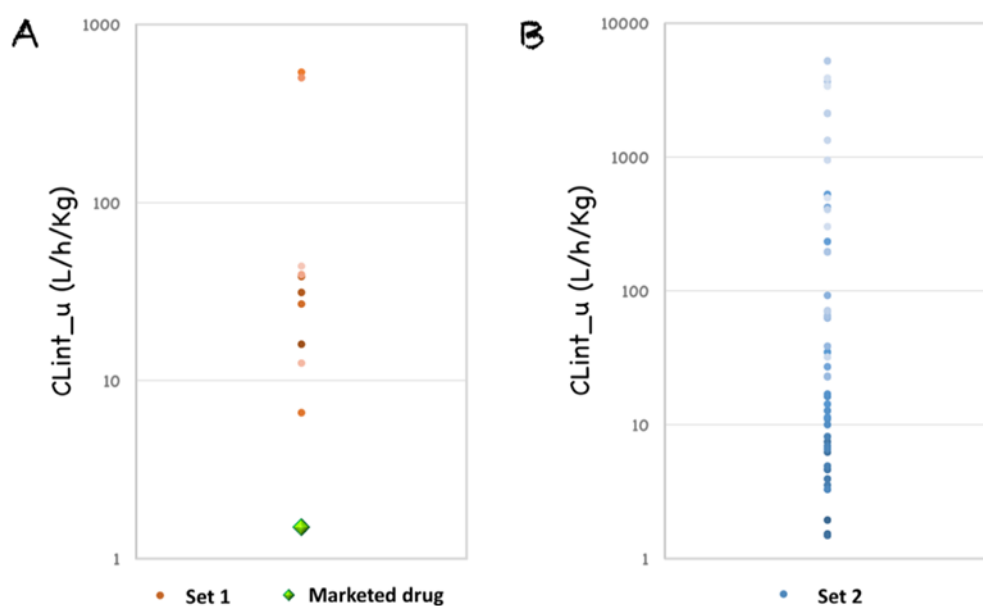 A
1000
100
10
1
CLint_u (L/h/Kg)
Set 1
Marketed drug
B
10000
1000
100
10
1
CLint_u (L/h/Kg)
Set 2